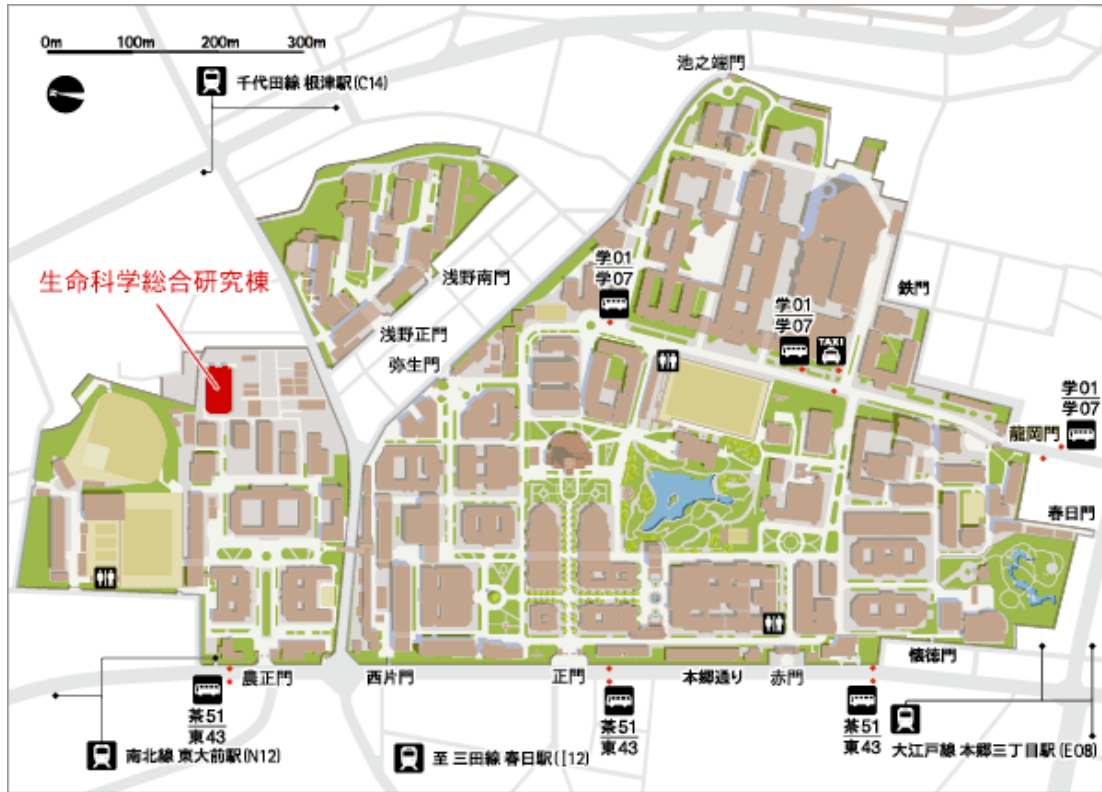 0m 100m 200m 300m
千代田線 根津駅(C14)
池之端門
生命科学総合研究棟
浅野南門
浅野正門
弥生門
学01
学07
学01
学07
TAXI
鉄門
学01
学07
龍岡門
春日門
農正門
西片門
正門
本郷通り
赤門
懐徳門
茶51
東43
茶51
東43
茶51
東43
南北線 東大前駅(N12)
至 三田線 春日駅(I12)
大江戸線 本郷三丁目駅(E08)